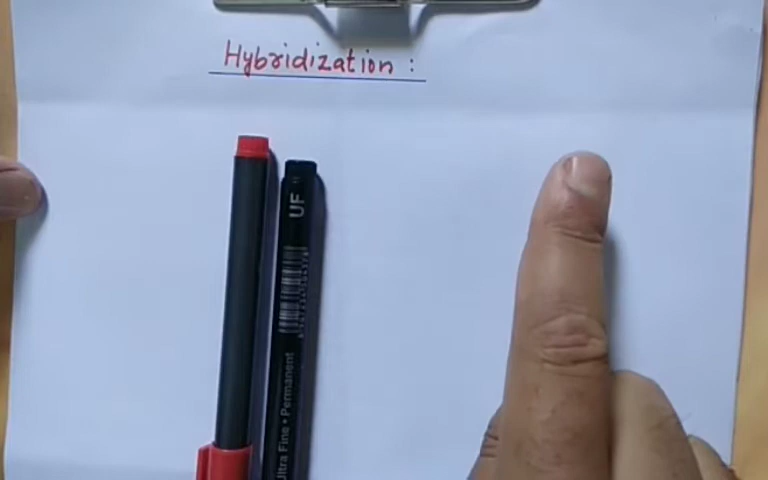 Hybridization :
UF
Ultra Fine • Permanent